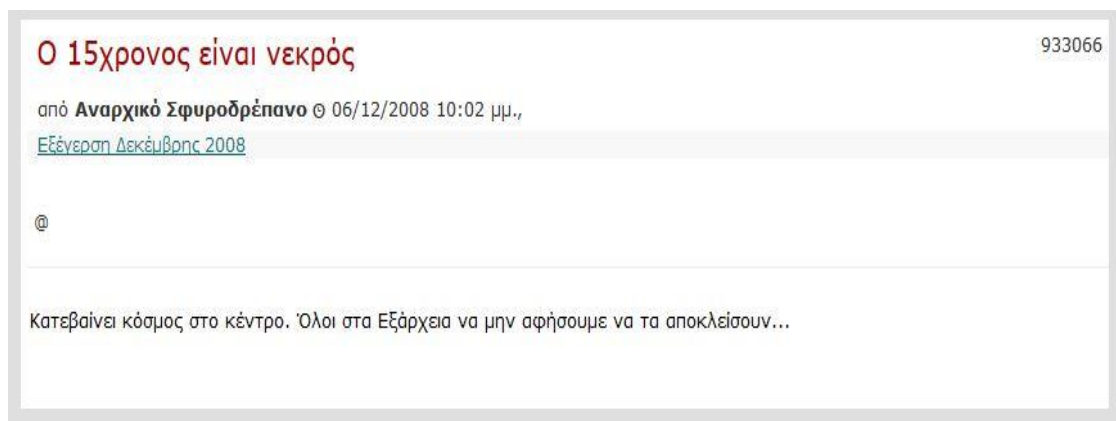 Ο 15χρονος είναι νεκρός
933066
από Αναρχικό Σφυροδρέπανο 06/12/2008 10:02 μμ.,
Εξέγερση Δεκέμβρης 2008
@
Κατεβαίνει κόσμος στο κέντρο. Όλοι στα Εξάρχεια να μην αφήσουμε να τα αποκλείσουν...